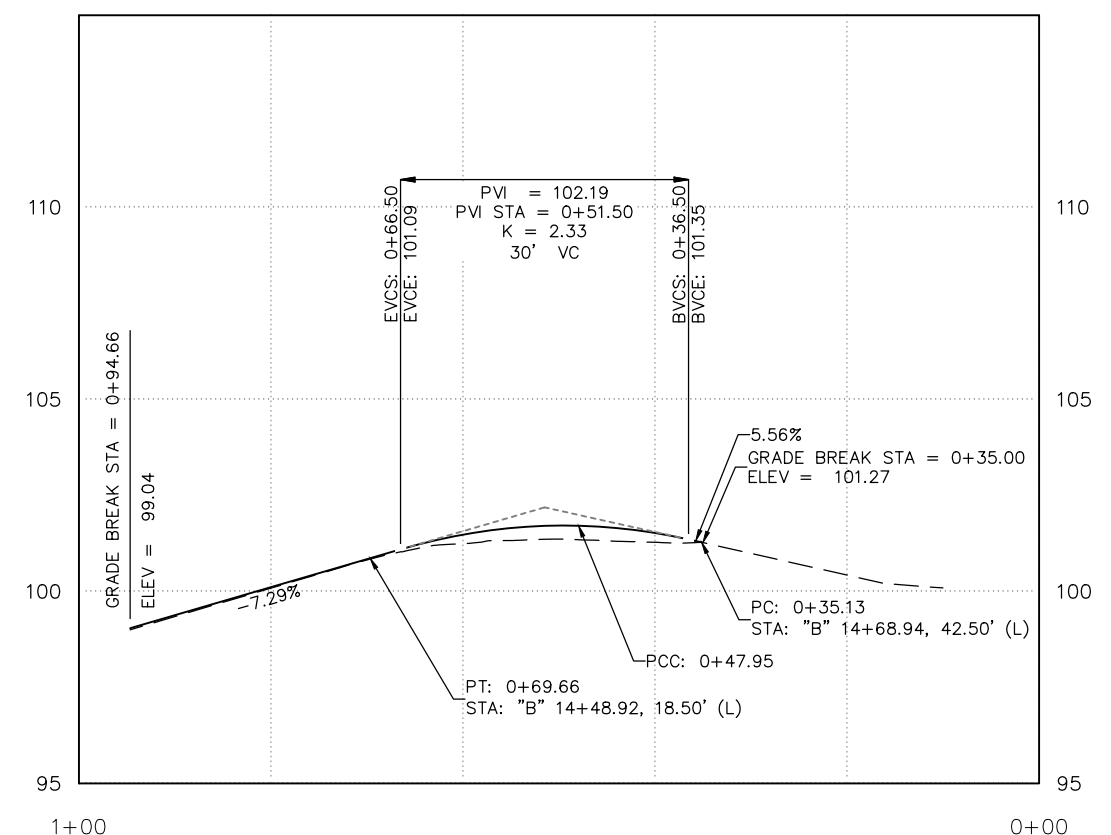 PVI = 102.19
PVI STA = 0+51.50
K = 2.33
30' VC
EVCS: 0+66.50
EVCE: 101.09
BVCS: 0+36.50
BVCE: 101.35
110
110
GRADE BREAK STA = 0+94.66
ELEV = 99.04
105
105
5.56%
GRADE BREAK STA = 0+35.00
ELEV = 101.27
100
100
-7.29%
PC: 0+35.13
STA: "B" 14+68.94, 42.50' (L)
PCC: 0+47.95
PT: 0+69.66
STA: "B" 14+48.92, 18.50' (L)
95
95
1+00
0+00